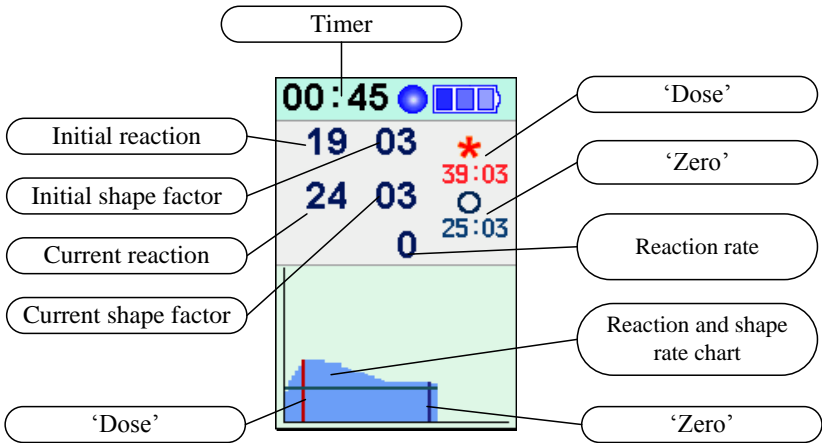 Timer
00:45
‘Dose’
Initial reaction
19 03
39:03
‘Zero’
Initial shape factor
24 03
25:03
Current reaction
0
Reaction rate
Current shape factor
Reaction and shape
rate chart
‘Dose’
‘Zero’